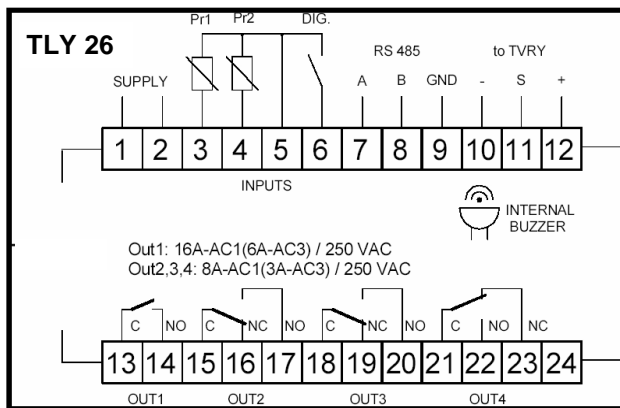 TLY 26
Pr1 Pr2 DIG.
RS 485 to TVRY
SUPPLY A B GND - S +
1 2 3 4 5 6 7 8 9 10 11 12
INPUTS
INTERNAL
BUZZER
Out1: 16A-AC1(6A-AC3) / 250 VAC
Out2,3,4: 8A-AC1(3A-AC3) / 250 VAC
C NO C NC NO C NC NO C NO NC
13 14 15 16 17 18 19 20 21 22 23 24
OUT1 OUT2 OUT3 OUT4